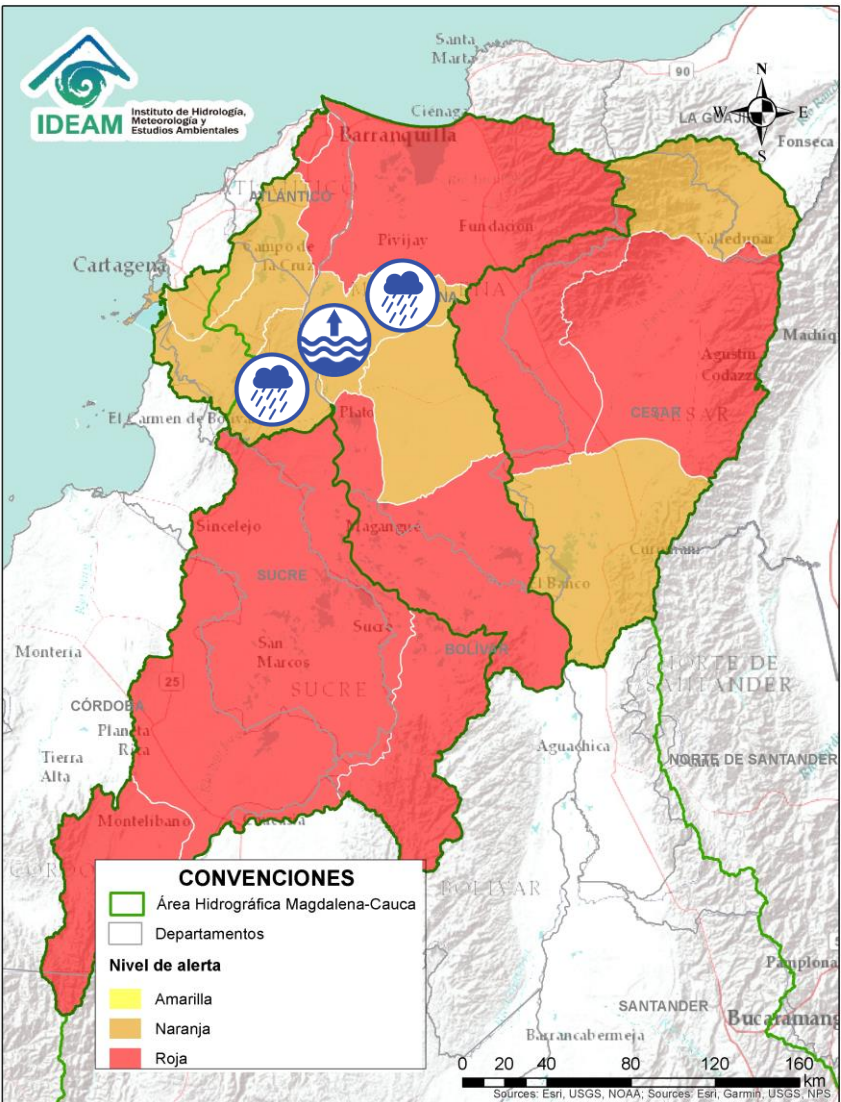 IDEAM
Instituto de Hidrología,
Meteorología y
Estudios Ambientales
Santa
Marta
90
N
W
E
S
Ciénaga
LA GUAJIRA
Fonseca
Barranquilla
ATLÁNTICO
Fundación
Pivijay
Valledupar
Campo de
la Cruz
Cartagena
NA
Agustín
Codazzi
El Carmen de Bolívar
Plato
CESAR
CESAR
Sincelejo
Magangué
SUCRE
El Banco
Sucre
Montería
San
Marcos
BOLÍVAR
NORTE DE
SANTANDER
25
SUCRE
CÓRDOBA
Planeta
Rica
Aguachica
Tierra
Alta
NORTE DE SANTANDER
Montelíbano
CONVENCIONES
Área Hidrográfica Magdalena-Cauca
Departamentos
Nivel de alerta
Amarilla
Naranja
Roja
BOLÍVAR
Pamplona
SANTANDER
Bucaramang
Barrancabermeja
0 20 40 80 120 160
km
Sources: Esri, USGS, NOAA; Sources: Esri, Garmin, USGS, NPS